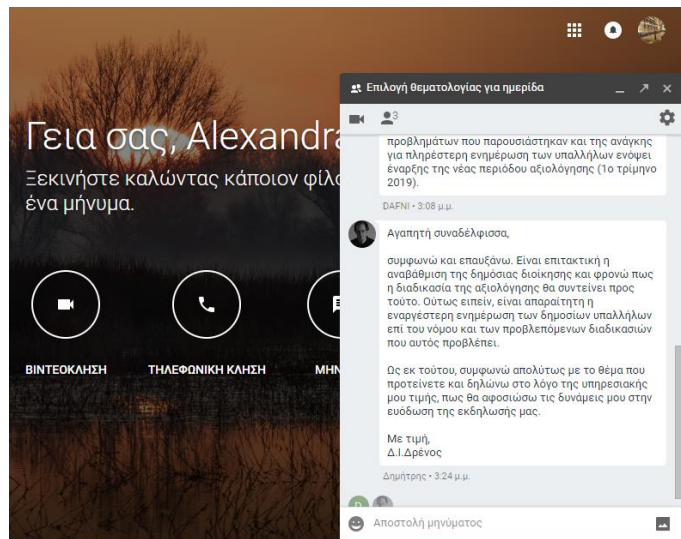 Γεια σας, Alexandra
Ξεκινήστε καλώντας κάποιον φίλο
ένα μήνυμα.
ΒΙΝΤΕΟΚΛΗΣΗ
ΤΗΛΕΦΩΝΙΚΗ ΚΛΗΣΗ
ΜΗΝ
Επιλογή θεματολογίας για ημερίδα
3
προβλημάτων που παρουσιάστηκαν και της ανάγκης
για πληρέστερη ενημέρωση των υπαλλήλων ενόψει
έναρξης της νέας περιόδου αξιολόγησης (1ο τρίμηνο
2019).
DAFNI • 3:08 μ.μ.
Αγαπητή συναδέλφισσα,
συμφωνώ και επαυξάνω. Είναι επιτακτική η
αναβάθμιση της δημόσιας διοίκησης και φρονώ πως
η διαδικασία της αξιολόγησης θα συντείνει προς
τούτο. Ούτως ειπείν, είναι απαραίτητη η
εναργέστερη ενημέρωση των δημοσίων υπαλλήλων
επί του νόμου και των προβλεπόμενων διαδικασιών
που αυτός προβλέπει.
Ως εκ τούτου, συμφωνώ απολύτως με το θέμα που
προτείνετε και δηλώνω στο λόγο της υπηρεσιακής
μου τιμής, πως θα αφοσιώσω τις δυνάμεις μου στην
ευόδωση της εκδηλωσής μας.
Με τιμή,
Δ.Ι.Δρένος
Δημήτρης • 3:24 μ.μ.
D
Αποστολή μηνύματος